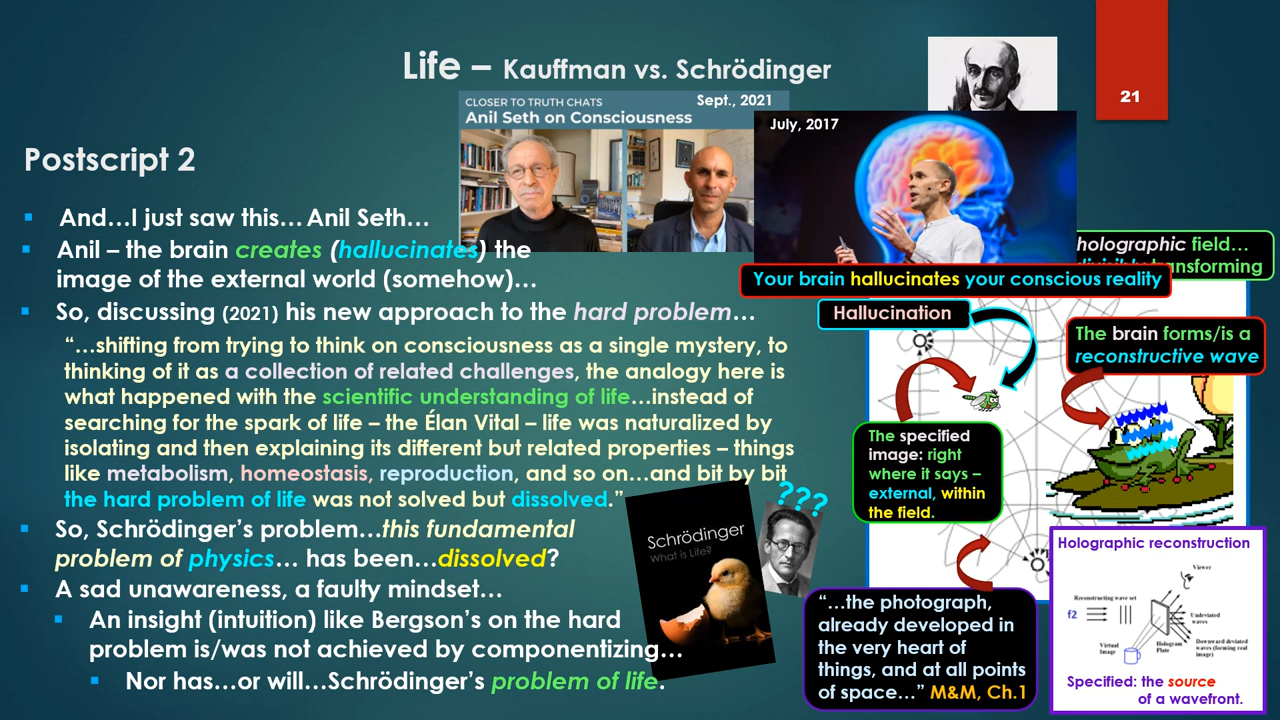 Life – Kauffman vs. Schrödinger
21
CLOSER TO TRUTH CHATS
Sept., 2021
Anil Seth on Consciousness
July, 2017
Postscript 2
And…I just saw this… Anil Seth…
Anil – the brain creates (hallucinates) the
image of the external world (somehow)…
So, discussing (2021) his new approach to the hard problem…
“…shifting from trying to think on consciousness as a single mystery, to
thinking of it as a collection of related challenges, the analogy here is
what happened with the scientific understanding of life…instead of
searching for the spark of life – the Élan Vital – life was naturalized by
isolating and then explaining its different but related properties – things
like metabolism, homeostasis, reproduction, and so on…and bit by bit
the hard problem of life was not solved but dissolved.”
So, Schrödinger’s problem…this fundamental
problem of physics… has been…dissolved?
A sad unawareness, a faulty mindset…
An insight (intuition) like Bergson’s on the hard
problem is/was not achieved by componentizing…
Nor has…or will…Schrödinger’s problem of life.
Schrödinger
What is Life?
???
holographic field…
Your brain hallucinates your conscious reality
Hallucination
The brain forms/is a
reconstructive wave
The specified
image: right
where it says –
external, within
the field.
“…the photograph,
already developed in
the very heart of
things, and at all points
of space…” M&M, Ch.1
Holographic reconstruction
Viewer
Reconstructing wave set
f2
Undeviated
waves
Virtual
Image
Hologram
Plate
Downward deviated
waves (forming real
image)
Specified: the source
of a wavefront.